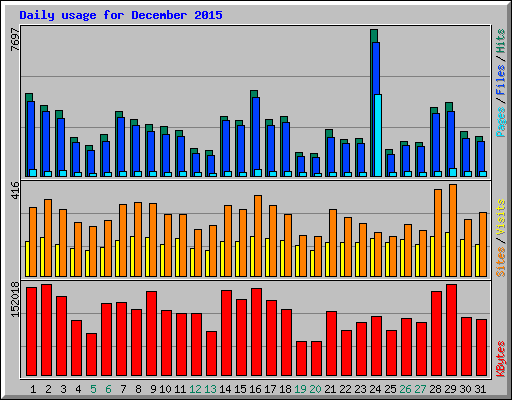 Daily usage for December 2015
7697
Pages / Files / Hits
416
Sites / Visits
152018
KBytes
1 2 3 4 5 6 7 8 9 10 11 12 13 14 15 16 17 18 19 20 21 22 23 24 25 26 27 28 29 30 31